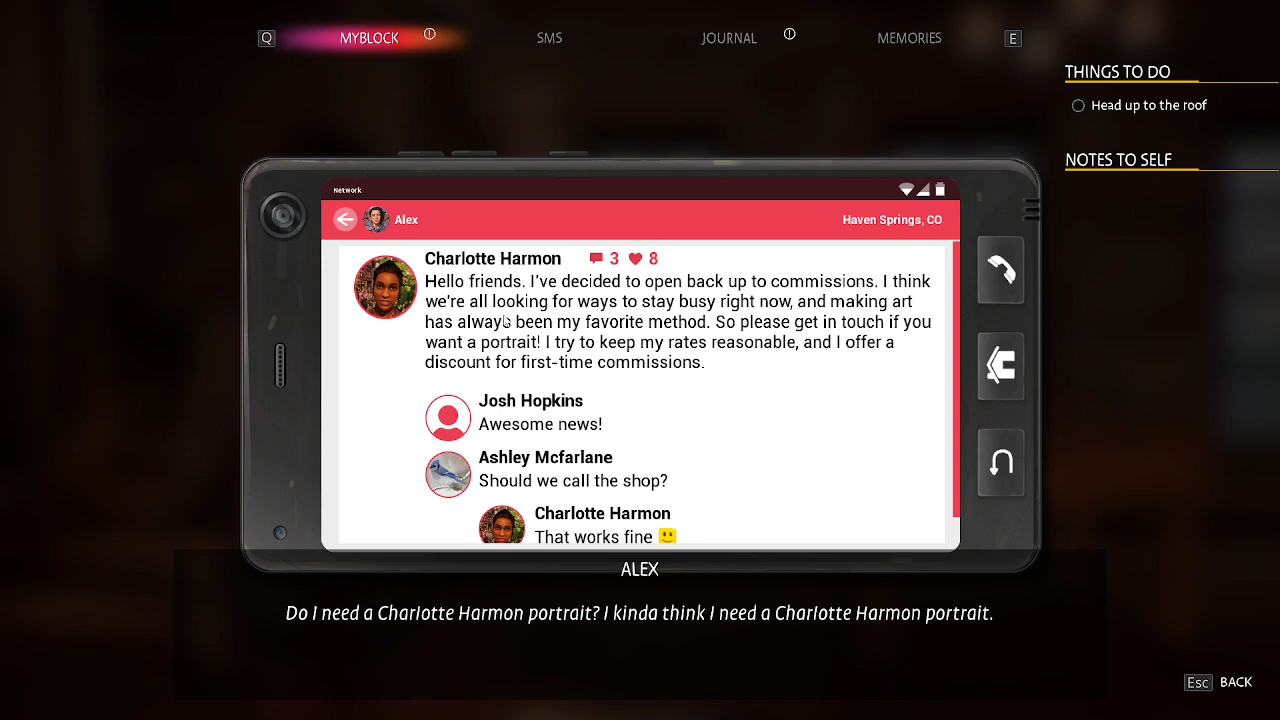 Q
MYBLOCK
SMS
JOURNAL
MEMORIES
E
THINGS TO DO
Head up to the roof
NOTES TO SELF
Network
Alex
Haven Springs, CO
Charlotte Harmon 3 8
Hello friends. I've decided to open back up to commissions. I think
we're all looking for ways to stay busy right now, and making art
has always been my favorite method. So please get in touch if you
want a portrait! I try to keep my rates reasonable, and I offer a
discount for first-time commissions.
Josh Hopkins
Awesome news!
Ashley Mcfarlane
Should we call the shop?
Charlotte Harmon
That works fine 🙂
ALEX
Do I need a Charlotte Harmon portrait? I kinda think I need a Charlotte Harmon portrait.
Esc BACK